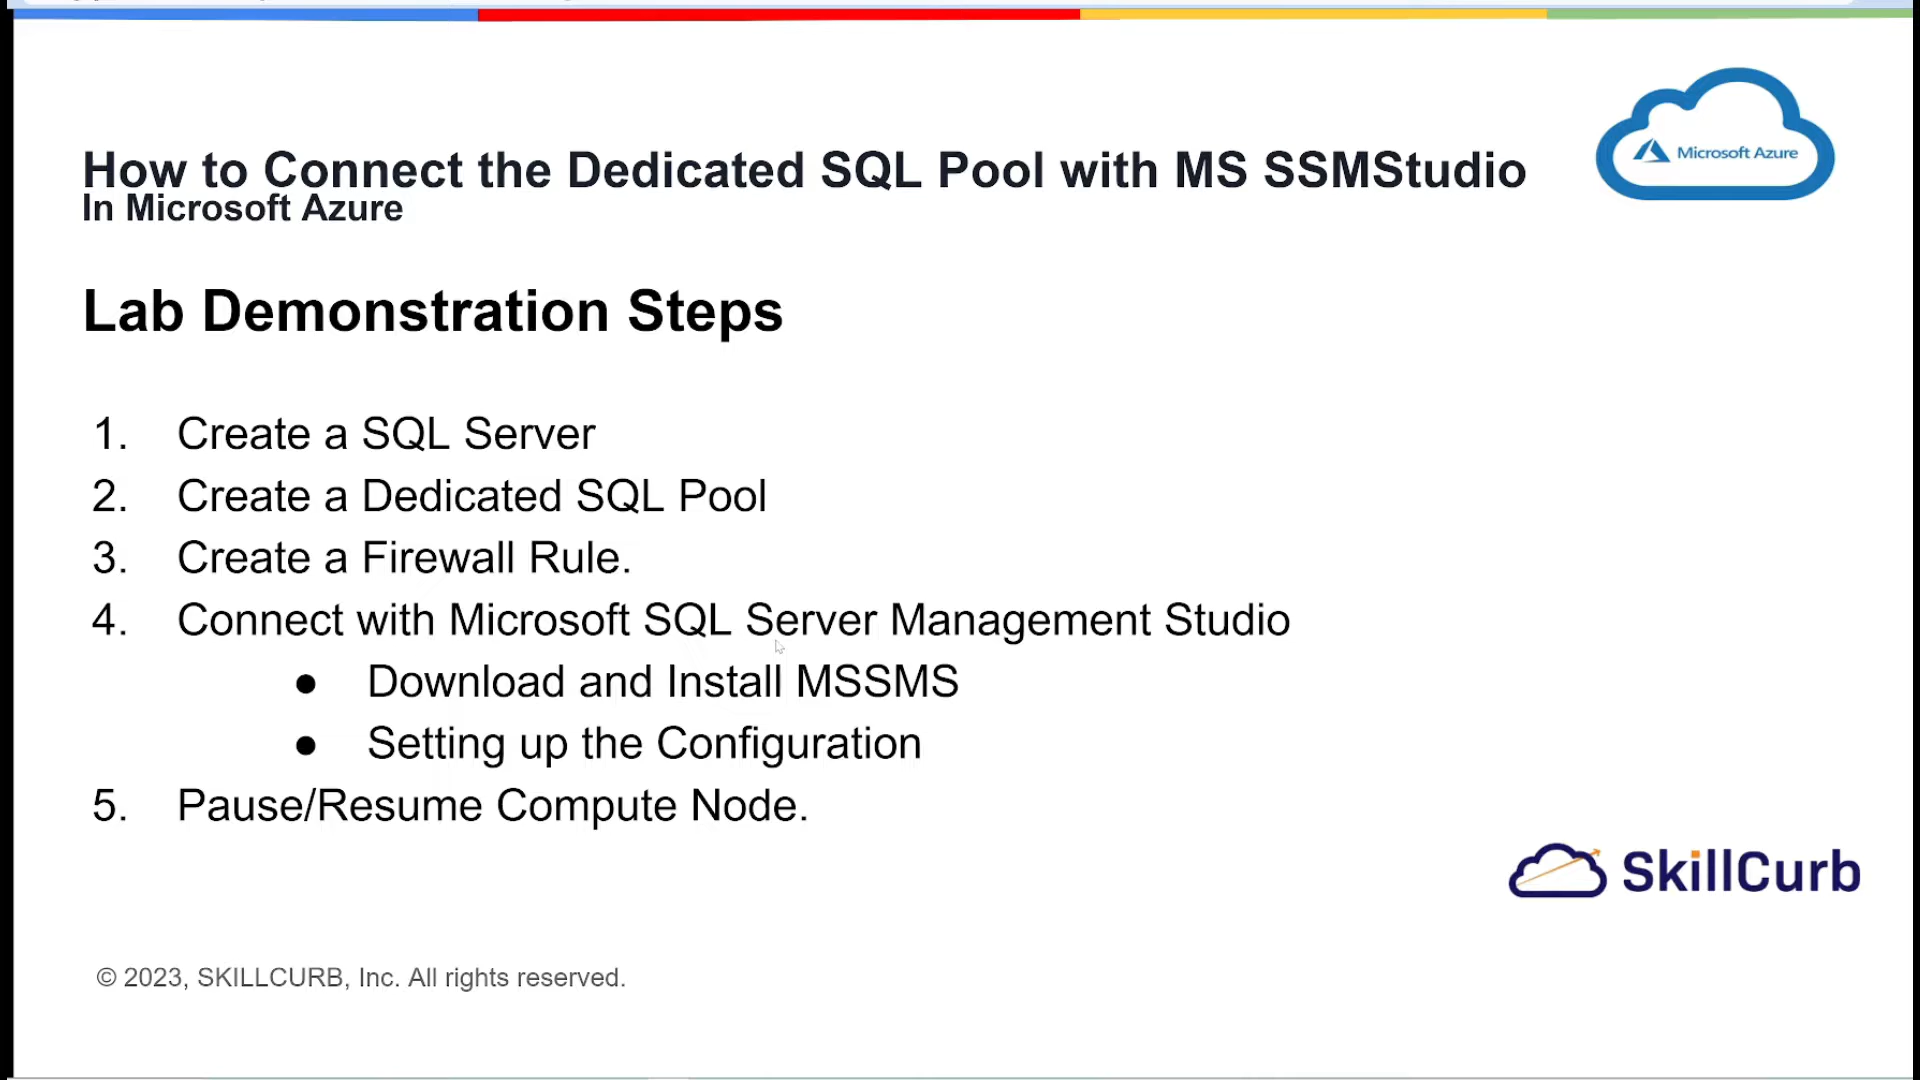 How to Connect the Dedicated SQL Pool with MS SSMStudio
In Microsoft Azure
Microsoft Azure
Lab Demonstration Steps
1. Create a SQL Server
2. Create a Dedicated SQL Pool
3. Create a Firewall Rule.
4. Connect with Microsoft SQL Server Management Studio
● Download and Install MSSMS
● Setting up the Configuration
5. Pause/Resume Compute Node.
SkillCurb
© 2023, SKILLCURB, Inc. All rights reserved.